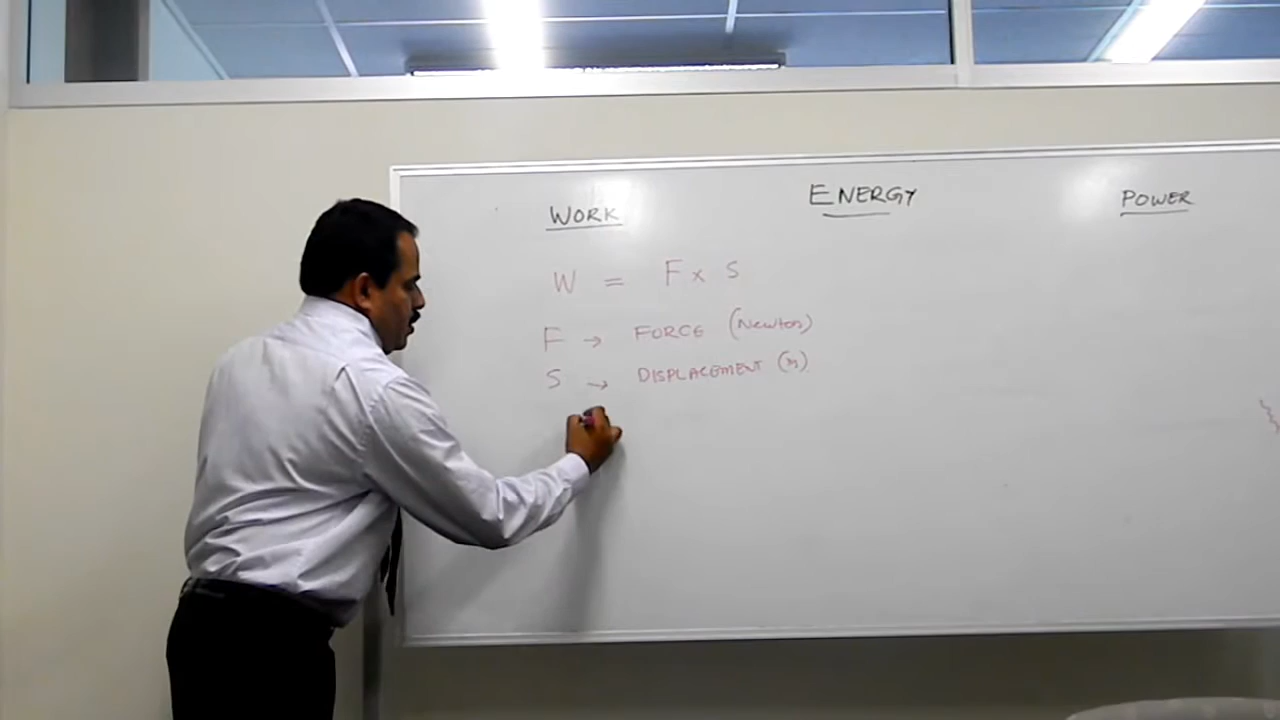 WORK ENERGY POWER
W = F x S
F → FORCE (Newton)
S → DISPLACEMENT (m)